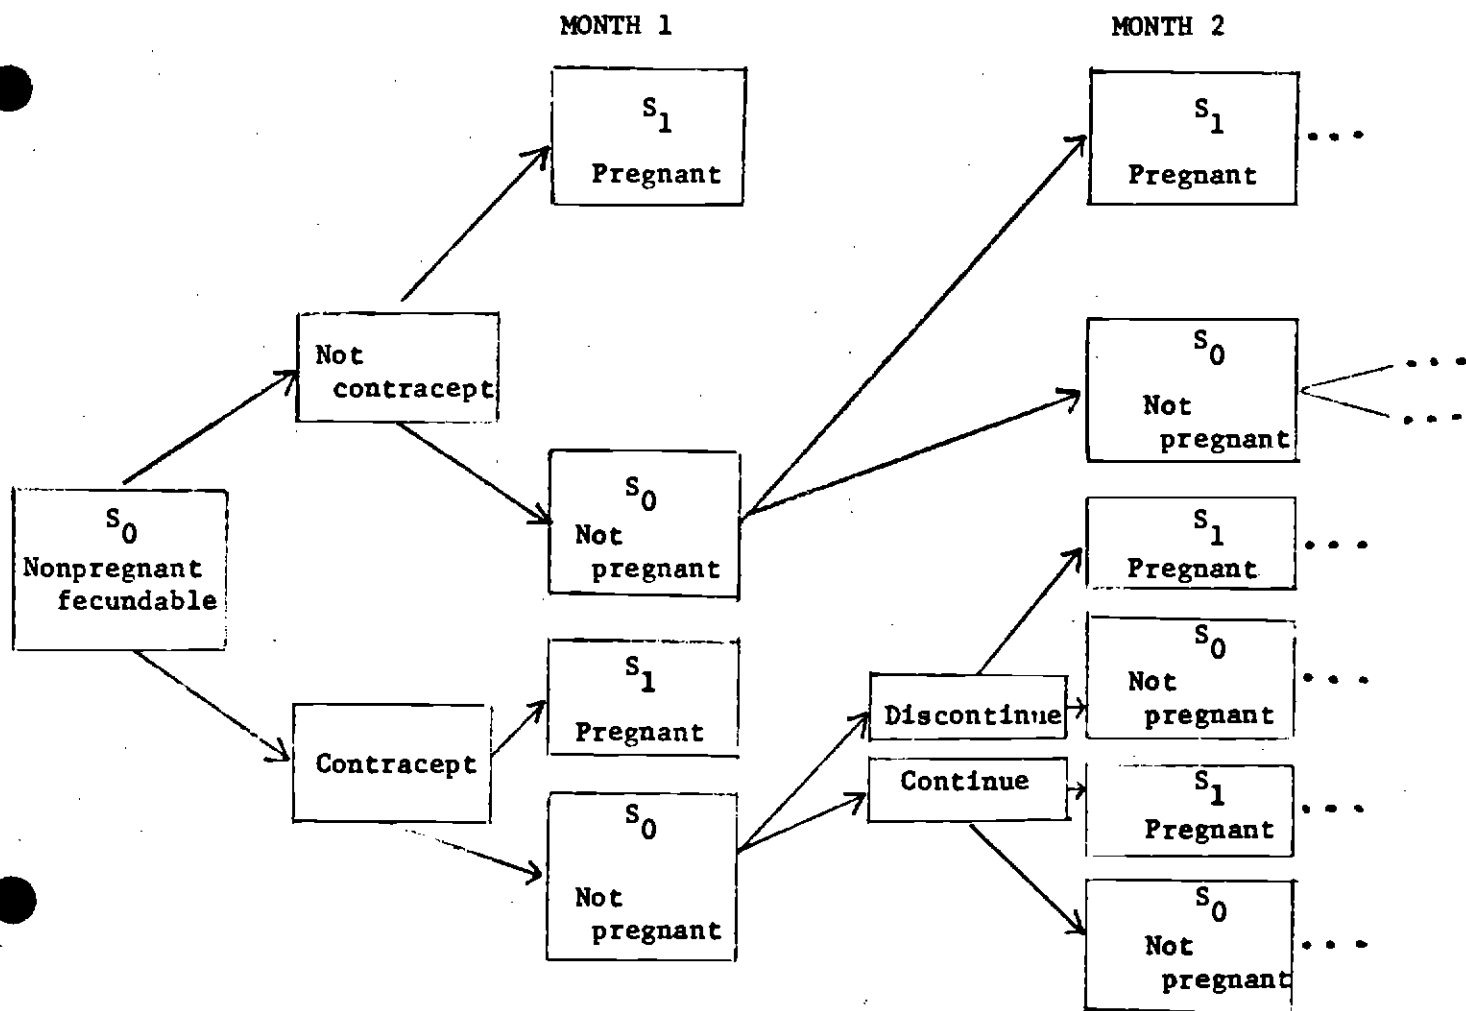 MONTH 1
MONTH 2
S1
Pregnant
S1
Pregnant
...
Not
contracept
S0
Not
pregnant
...
...
S0
Nonpregnant
fecundable
S0
Not
pregnant
S1
Pregnant
...
S1
Pregnant
Discontinue
S0
Not
pregnant
...
Contracept
Continue
S1
Pregnant
...
S0
Not
pregnant
S0
Not
pregnant
...